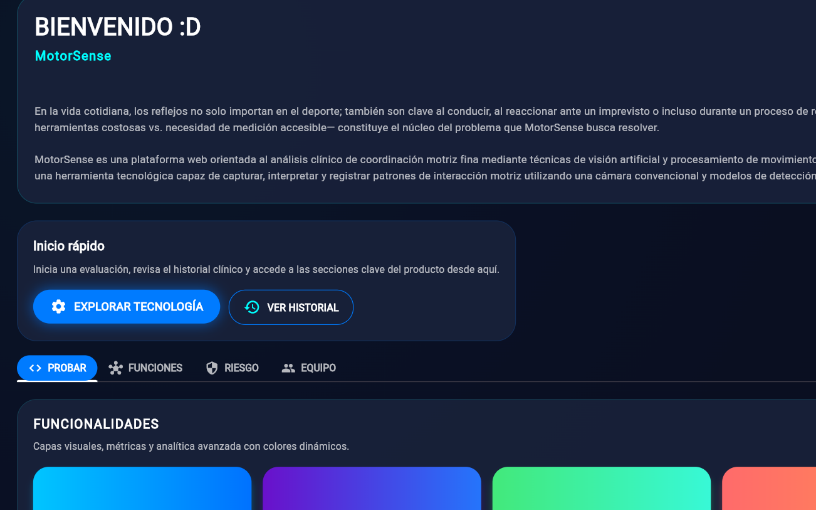 BIENVENIDO :D
MotorSense
En la vida cotidiana, los reflejos no solo importan en el deporte; también son clave al conducir, al reaccionar ante un imprevisto o incluso durante un proceso de
herramientas costosas vs. necesidad de medición accesible— constituye el núcleo del problema que MotorSense busca resolver.
MotorSense es una plataforma web orientada al análisis clínico de coordinación motriz fina mediante técnicas de visión artificial y procesamiento de
una herramienta tecnológica capaz de capturar, interpretar y registrar patrones de interacción motriz utilizando una cámara convencional y modelos de detección
Inicio rápido
Inicia una evaluación, revisa el historial clínico y accede a las secciones clave del producto desde aquí.
EXPLORAR TECNOLOGÍA
VER HISTORIAL
PROBAR FUNCIONES RIESGO EQUIPO
FUNCIONALIDADES
Capas visuales, métricas y analítica avanzada con colores dinámicos.